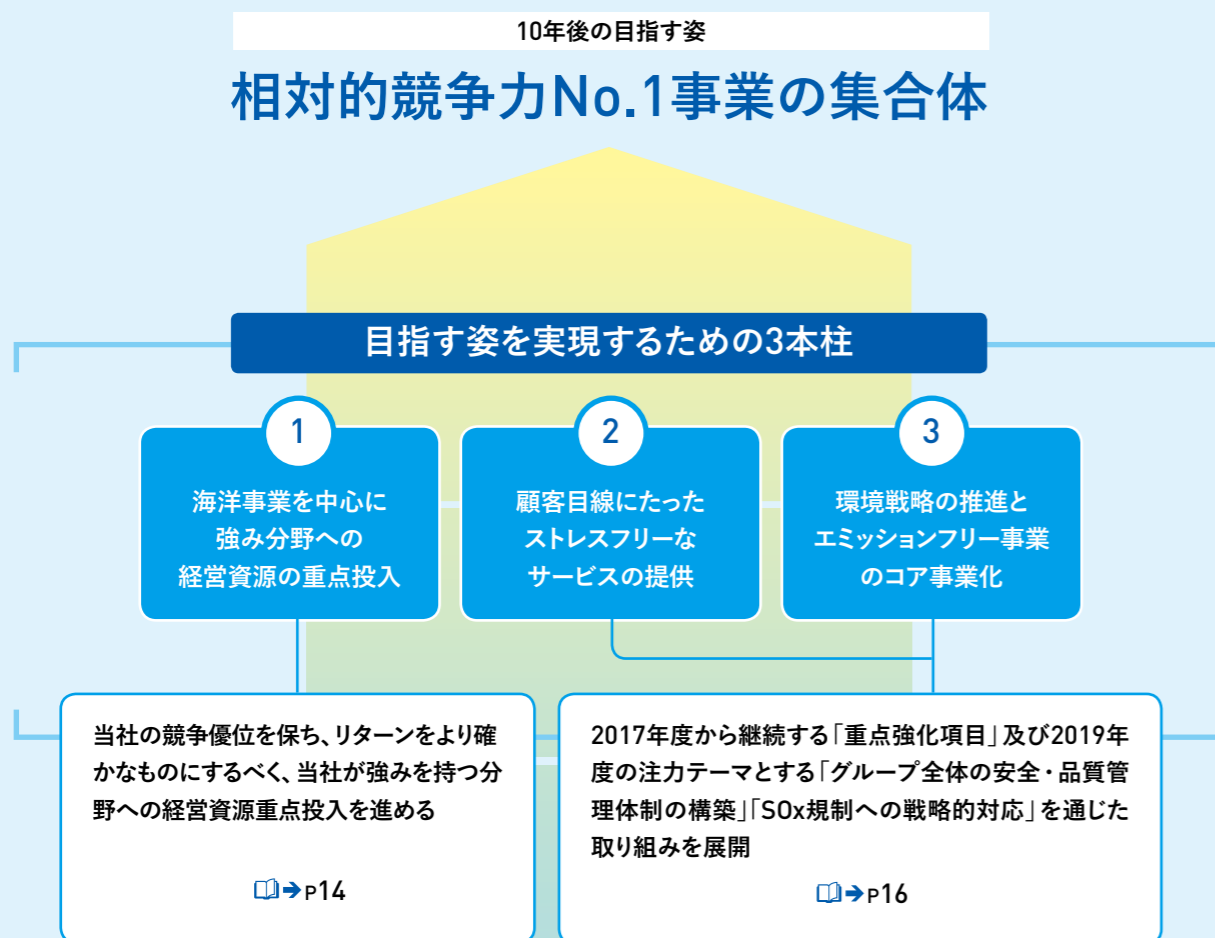 10年後の目指す姿
相対的競争力No.1事業の集合体
目指す姿を実現するための3本柱
1
海洋事業を中心に
強み分野への
経営資源の重点投入
2
顧客目線にたった
ストレスフリーな
サービスの提供
3
環境戦略の推進と
エミッションフリー事業
のコア事業化
当社の競争優位を保ち、リターンをより確
かなものにするべく、当社が強みを持つ分
野への経営資源重点投入を進める
P14
2017年度から継続する「重点強化項目」及び2019年
度の注力テーマとする「グループ全体の安全・品質管
理体制の構築」「SOx規制への戦略的対応」を通じた
取り組みを展開
P16